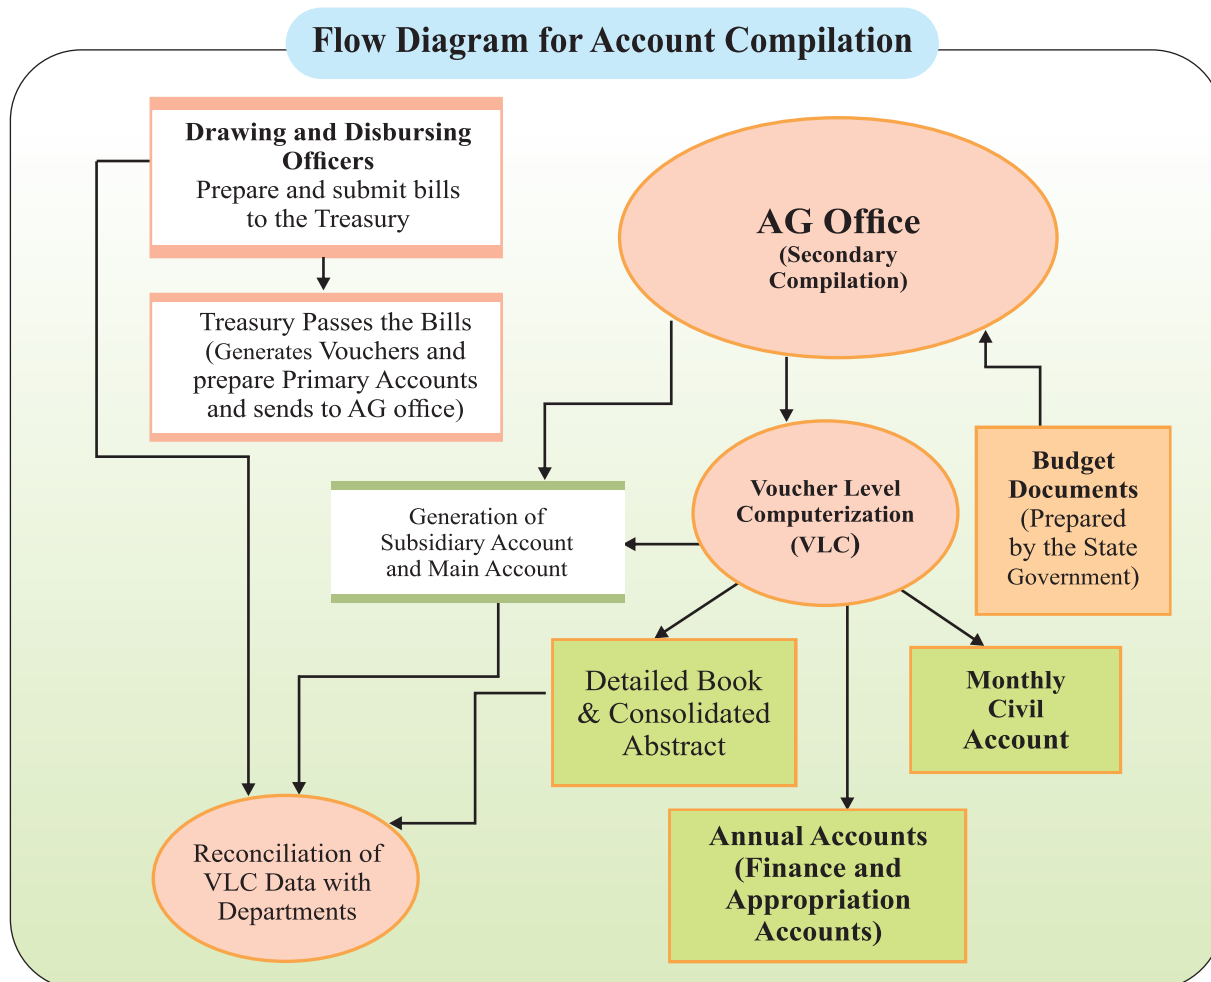 Flow Diagram for Account Compilation
Drawing and Disbursing
Officers
Prepare and submit bills
to the Treasury
Treasury Passes the Bills
(Generates Vouchers and
prepare Primary Accounts
and sends to AG office)
AG Office
(Secondary
Compilation)
Generation of
Subsidiary Account
and Main Account
Voucher Level
Computerization
(VLC)
Budget
Documents
(Prepared
by the State
Government)
Detailed Book
& Consolidated
Abstract
Monthly
Civil
Account
Reconciliation of
VLC Data with
Departments
Annual Accounts
(Finance and
Appropriation
Accounts)